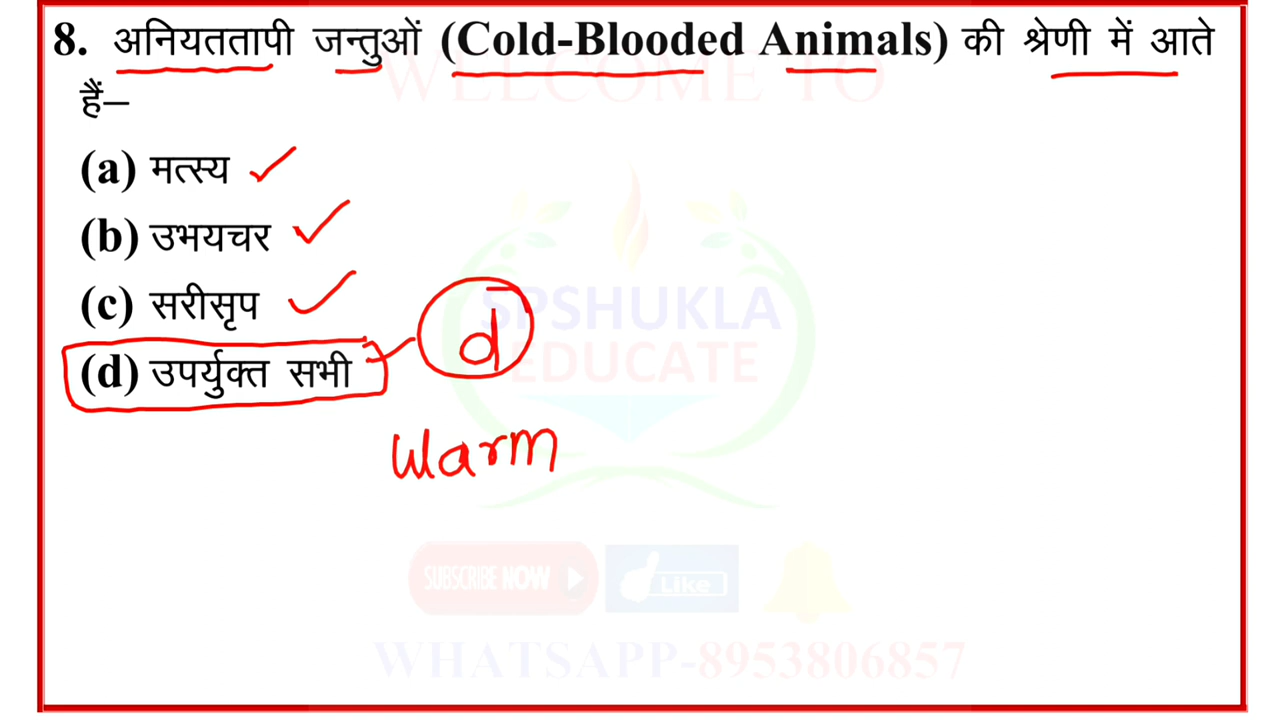 8. अनियततापी जन्तुओं (Cold-Blooded Animals) की श्रेणी में आते
हैं–
WELCOME TO
(a) मत्स्य
(b) उभयचर
(c) सरीसृप
(d) उपर्युक्त सभी
d
SPSHUKLA
EDUCATE
Warm
SUBSCRIBE NOW
Like
WHATSAPP-8953806857